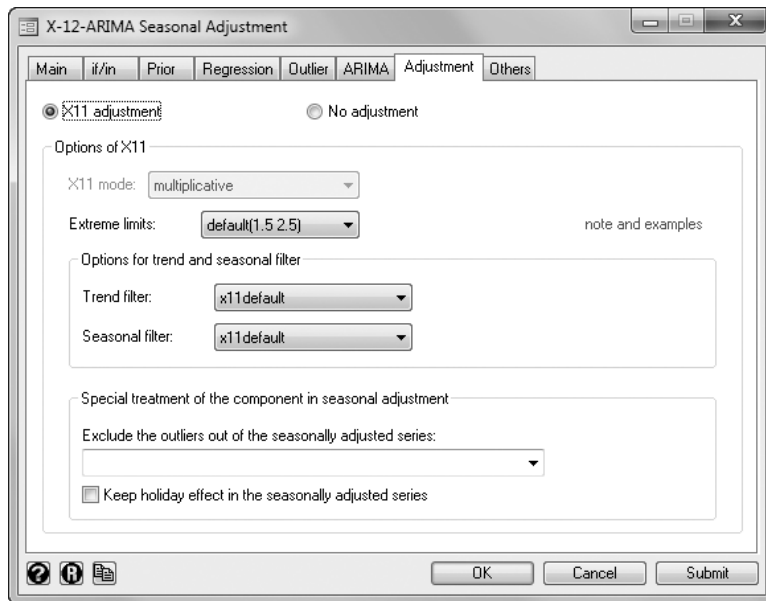 X-12-ARIMA Seasonal Adjustment
Main if/in Prior Regression Outlier ARIMA Adjustment Others
X11 adjustment No adjustment
Options of X11
X11 mode: multiplicative
Extreme limits: default(1.5 2.5) note and examples
Options for trend and seasonal filter
Trend filter: x11default
Seasonal filter: x11default
Special treatment of the component in seasonal adjustment
Exclude the outliers out of the seasonally adjusted series:
Keep holiday effect in the seasonally adjusted series
? R OK Cancel Submit